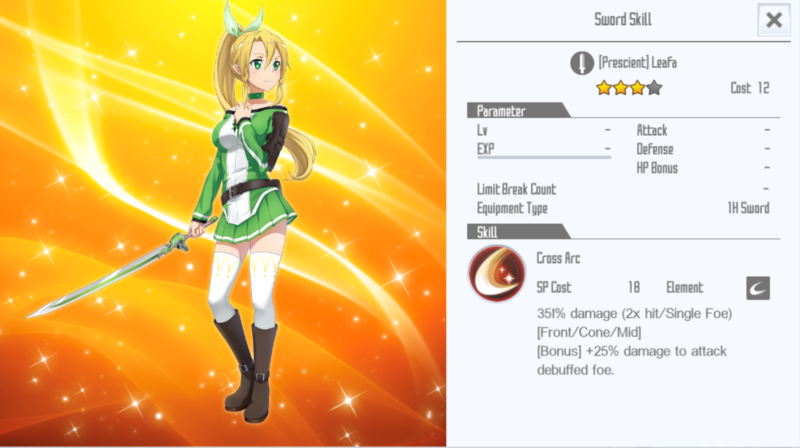 Sword Skill
[Prescient] Leafa
Cost 12
Parameter
Lv -
Attack -
EXP -
Defense -
HP Bonus -
Limit Break Count -
Equipment Type 1H Sword
Skill
Cross Arc
SP Cost 18 Element
351% damage (2x hit/Single Foe)
[Front/Cone/Mid]
[Bonus] +25% damage to attack
debuffed foe.